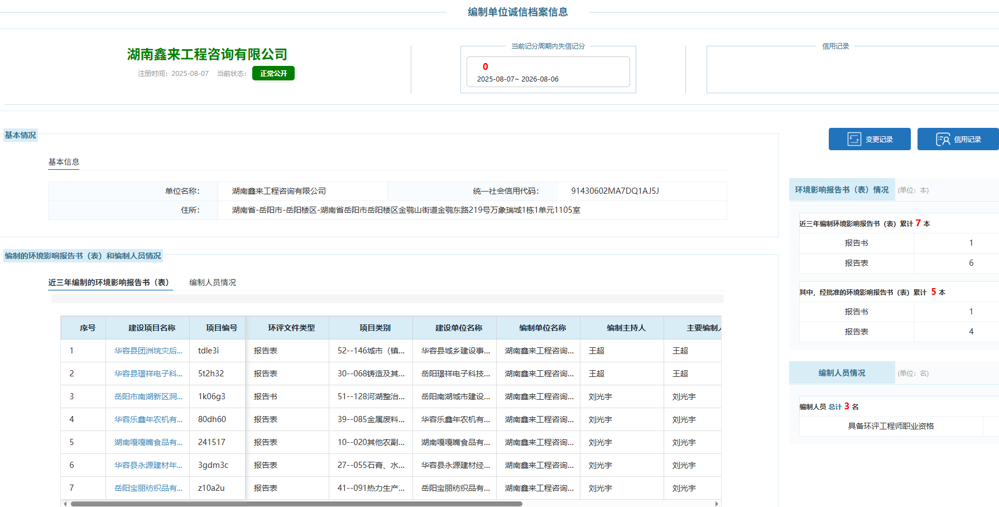 编制单位诚信档案信息
湖南鑫来工程咨询有限公司
注册时间：2025-08-07 当前状态： 正常公开
当前记分周期内失信记分
0
2025-08-07~ 2026-08-06
信用记录
基本情况
变更记录
信用记录
基本信息
单位名称： 湖南鑫来工程咨询有限公司 统一社会信用代码： 91430602MA7DQ1AJ5J
住所： 湖南省-岳阳市-岳阳楼区-湖南省岳阳市岳阳楼区金鹗山街道金鹗东路219号万象瑞城1栋1单元1105室
编制的环境影响报告书（表）和编制人员情况
近三年编制的环境影响报告书（表） 编制人员情况
序号 建设项目名称 项目编号 环评文件类型 项目类别 建设单位名称 编制单位名称 编制主持人 主要编制人
1 华容县团洲垸灾后... tdle3i 报告表 52--146城市（镇... 华容县城乡建设事... 湖南鑫来工程咨询... 王超 王超
2 华容县璟祥电子科... 5t2h32 报告表 30--068铸造及其... 岳阳璟祥电子科技... 湖南鑫来工程咨询... 王超 王超
3 岳阳市南湖新区洞... 1k06g3 报告书 51--128河湖整治... 岳阳南湖城市建设... 湖南鑫来工程咨询... 刘光宇 刘光宇
4 华容乐鑫年农机有... 80dh60 报告表 39--085金属废料... 华容乐鑫年农机有... 湖南鑫来工程咨询... 刘光宇 刘光宇
5 湖南嘎嘎嘴食品有... 241517 报告表 10--020其他农副... 湖南嘎嘎嘴食品有... 湖南鑫来工程咨询... 刘光宇 刘光宇
6 华容县永源建材年... 3gdm3c 报告表 27--055石膏、水... 华容县永源建材经... 湖南鑫来工程咨询... 刘光宇 刘光宇
7 岳阳宝丽纺织品有... z10a2u 报告表 41--091热力生产... 岳阳宝丽纺织品有... 湖南鑫来工程咨询... 刘光宇 刘光宇
环境影响报告书（表）情况 (单位：本)
近三年编制环境影响报告书（表）累计 7 本
报告书 1
报告表 6
其中，经批准的环境影响报告书（表）累计 5 本
报告书 1
报告表 4
编制人员情况 (单位：名)
编制人员 总计 3 名
具备环评工程师职业资格